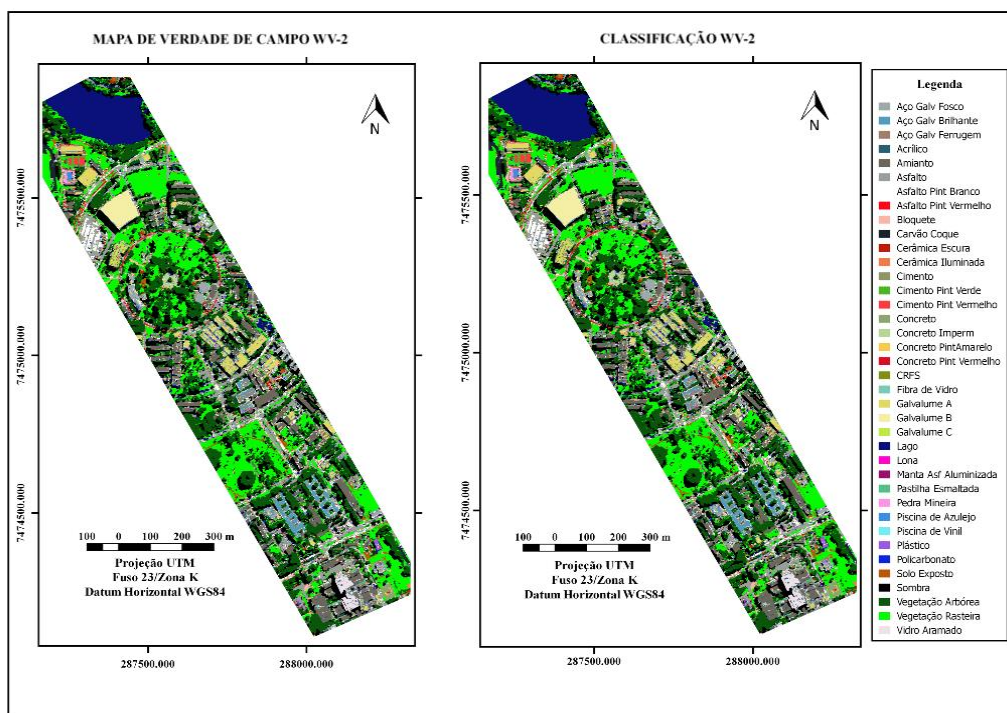 MAPA DE VERDADE DE CAMPO WV-2
7475500.000
7475000.000
7474500.000
N
100 0 100 200 300 m
Projeção UTM
Fuso 23/Zona K
Datum Horizontal WGS84
287500.000
288000.000
CLASSIFICAÇÃO WV-2
7475500.000
7475000.000
7474500.000
N
100 0 100 200 300 m
Projeção UTM
Fuso 23/Zona K
Datum Horizontal WGS84
287500.000
288000.000
Legenda
Aço Galv Fosco
Aço Galv Brilhante
Aço Galv Ferrugem
Acrílico
Amianto
Asfalto
Asfalto Pint Branco
Asfalto Pint Vermelho
Bloquete
Carvão Coque
Cerâmica Escura
Cerâmica Iluminada
Cimento
Cimento Pint Verde
Cimento Pint Vermelho
Concreto
Concreto Imperm
Concreto PintAmarelo
Concreto Pint Vermelho
CRFS
Fibra de Vidro
Galvalume A
Galvalume B
Galvalume C
Lago
Lona
Manta Asf Aluminizada
Pastilha Esmaltada
Pedra Mineira
Piscina de Azulejo
Piscina de Vinil
Plástico
Policarbonato
Solo Exposto
Sombra
Vegetação Arbórea
Vegetação Rasteira
Vidro Aramado